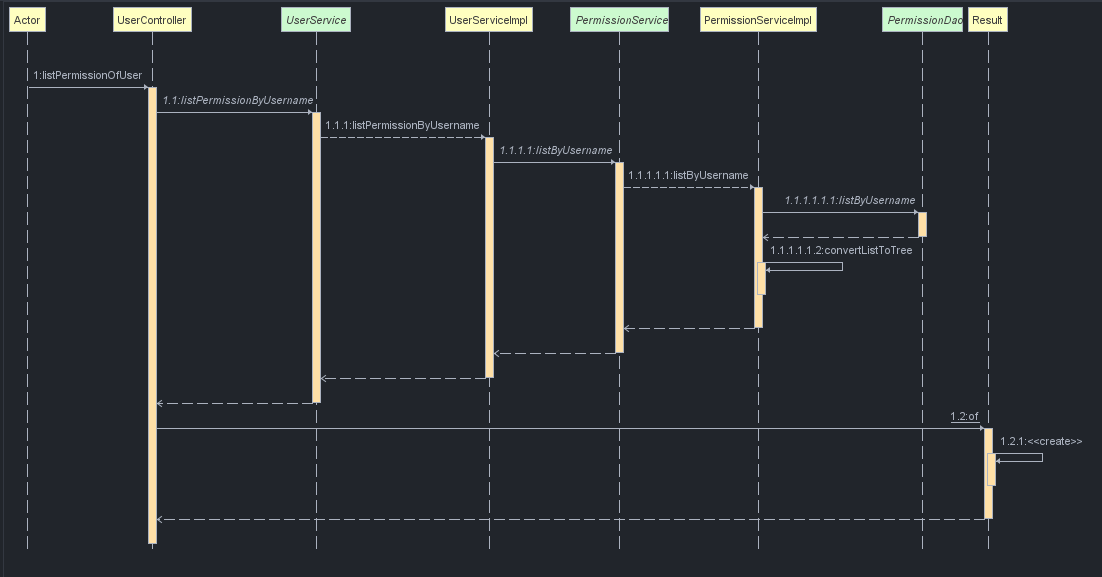 Actor
UserController
UserService
UserServiceImpl
PermissionService
PermissionServiceImpl
PermissionDao
Result
1:listPermissionOfUser
1.1:listPermissionByUsername
1.1.1:listPermissionByUsername
1.1.1.1:listByUsername
1.1.1.1.1:listByUsername
1.1.1.1.1.1:listByUsername
1.1.1.1.1.2:convertListToTree
1.2:of
1.2.1:<<create>>